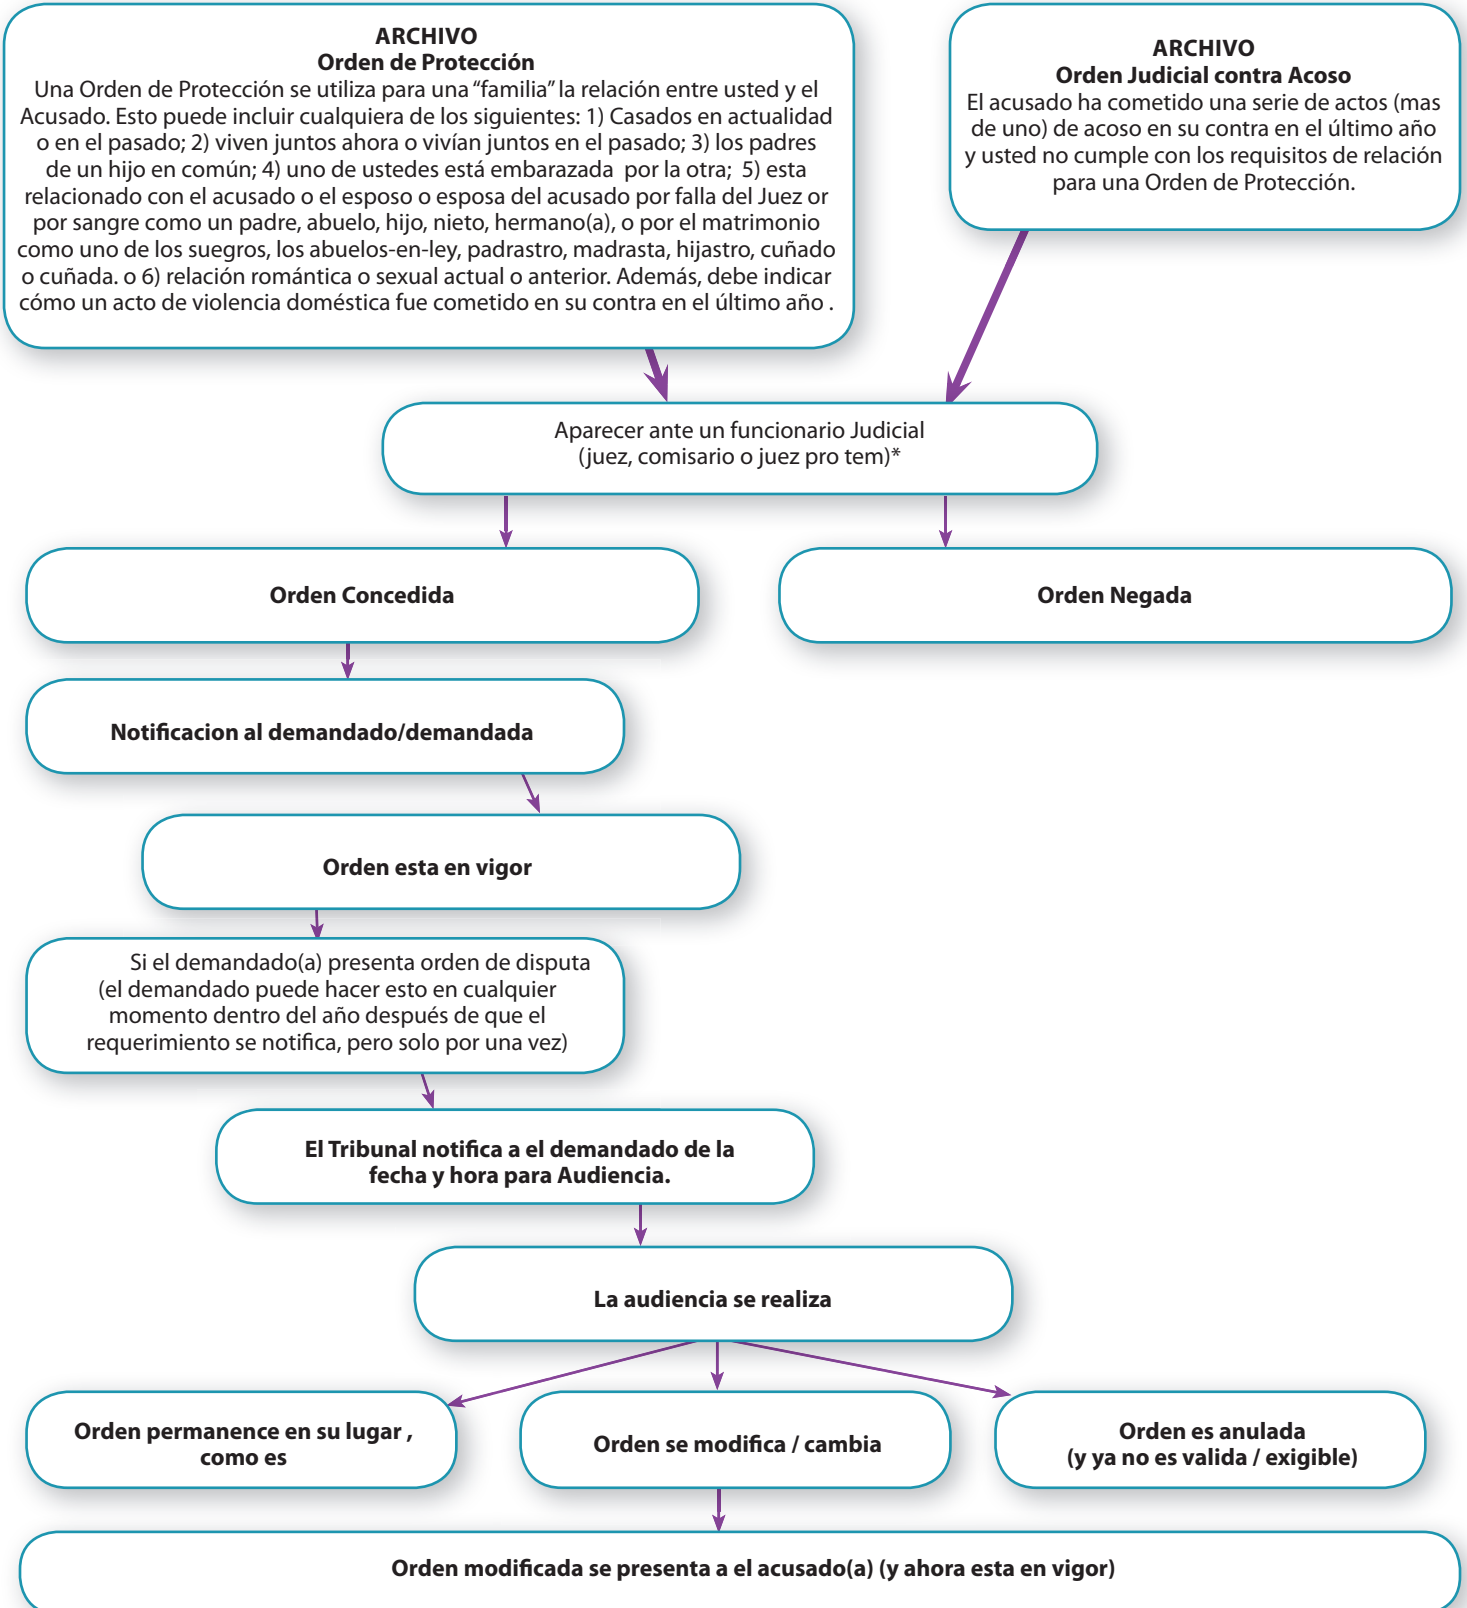 ARCHIVO
Orden de Protección
Una Orden de Protección se utiliza para una “familia” la relación entre usted y el
Acusado. Esto puede incluir cualquiera de los siguientes: 1) Casados en actualidad
o en el pasado; 2) viven juntos ahora o vivían juntos en el pasado; 3) los padres
de un hijo en común; 4) uno de ustedes está embarazada por la otra; 5) esta
relacionado con el acusado o el esposo o esposa del acusado por falla del Juez or
por sangre como un padre, abuelo, hijo, nieto, hermano(a), o por el matrimonio
como uno de los suegros, los abuelos-en-ley, padrastro, madrasta, hijastro, cuñado
o cuñada. o 6) relación romántica o sexual actual o anterior. Además, debe indicar
cómo un acto de violencia doméstica fue cometido en su contra en el último año .
ARCHIVO
Orden Judicial contra Acoso
El acusado ha cometido una serie de actos (mas
de uno) de acoso en su contra en el último año
y usted no cumple con los requisitos de relación
para una Orden de Protección.
Aparecer ante un funcionario Judicial
(juez, comisario o juez pro tem)*
Orden Concedida
Orden Negada
Notificacion al demandado/demandada
Orden esta en vigor
Si el demandado(a) presenta orden de disputa
(el demandado puede hacer esto en cualquier
momento dentro del año después de que el
requerimiento se notifica, pero solo por una vez)
El Tribunal notifica a el demandado de la
fecha y hora para Audiencia.
La audiencia se realiza
Orden permanence en su lugar ,
como es
Orden se modifica / cambia
Orden es anulada
(y ya no es valida / exigible)
Orden modificada se presenta a el acusado(a) (y ahora esta en vigor)